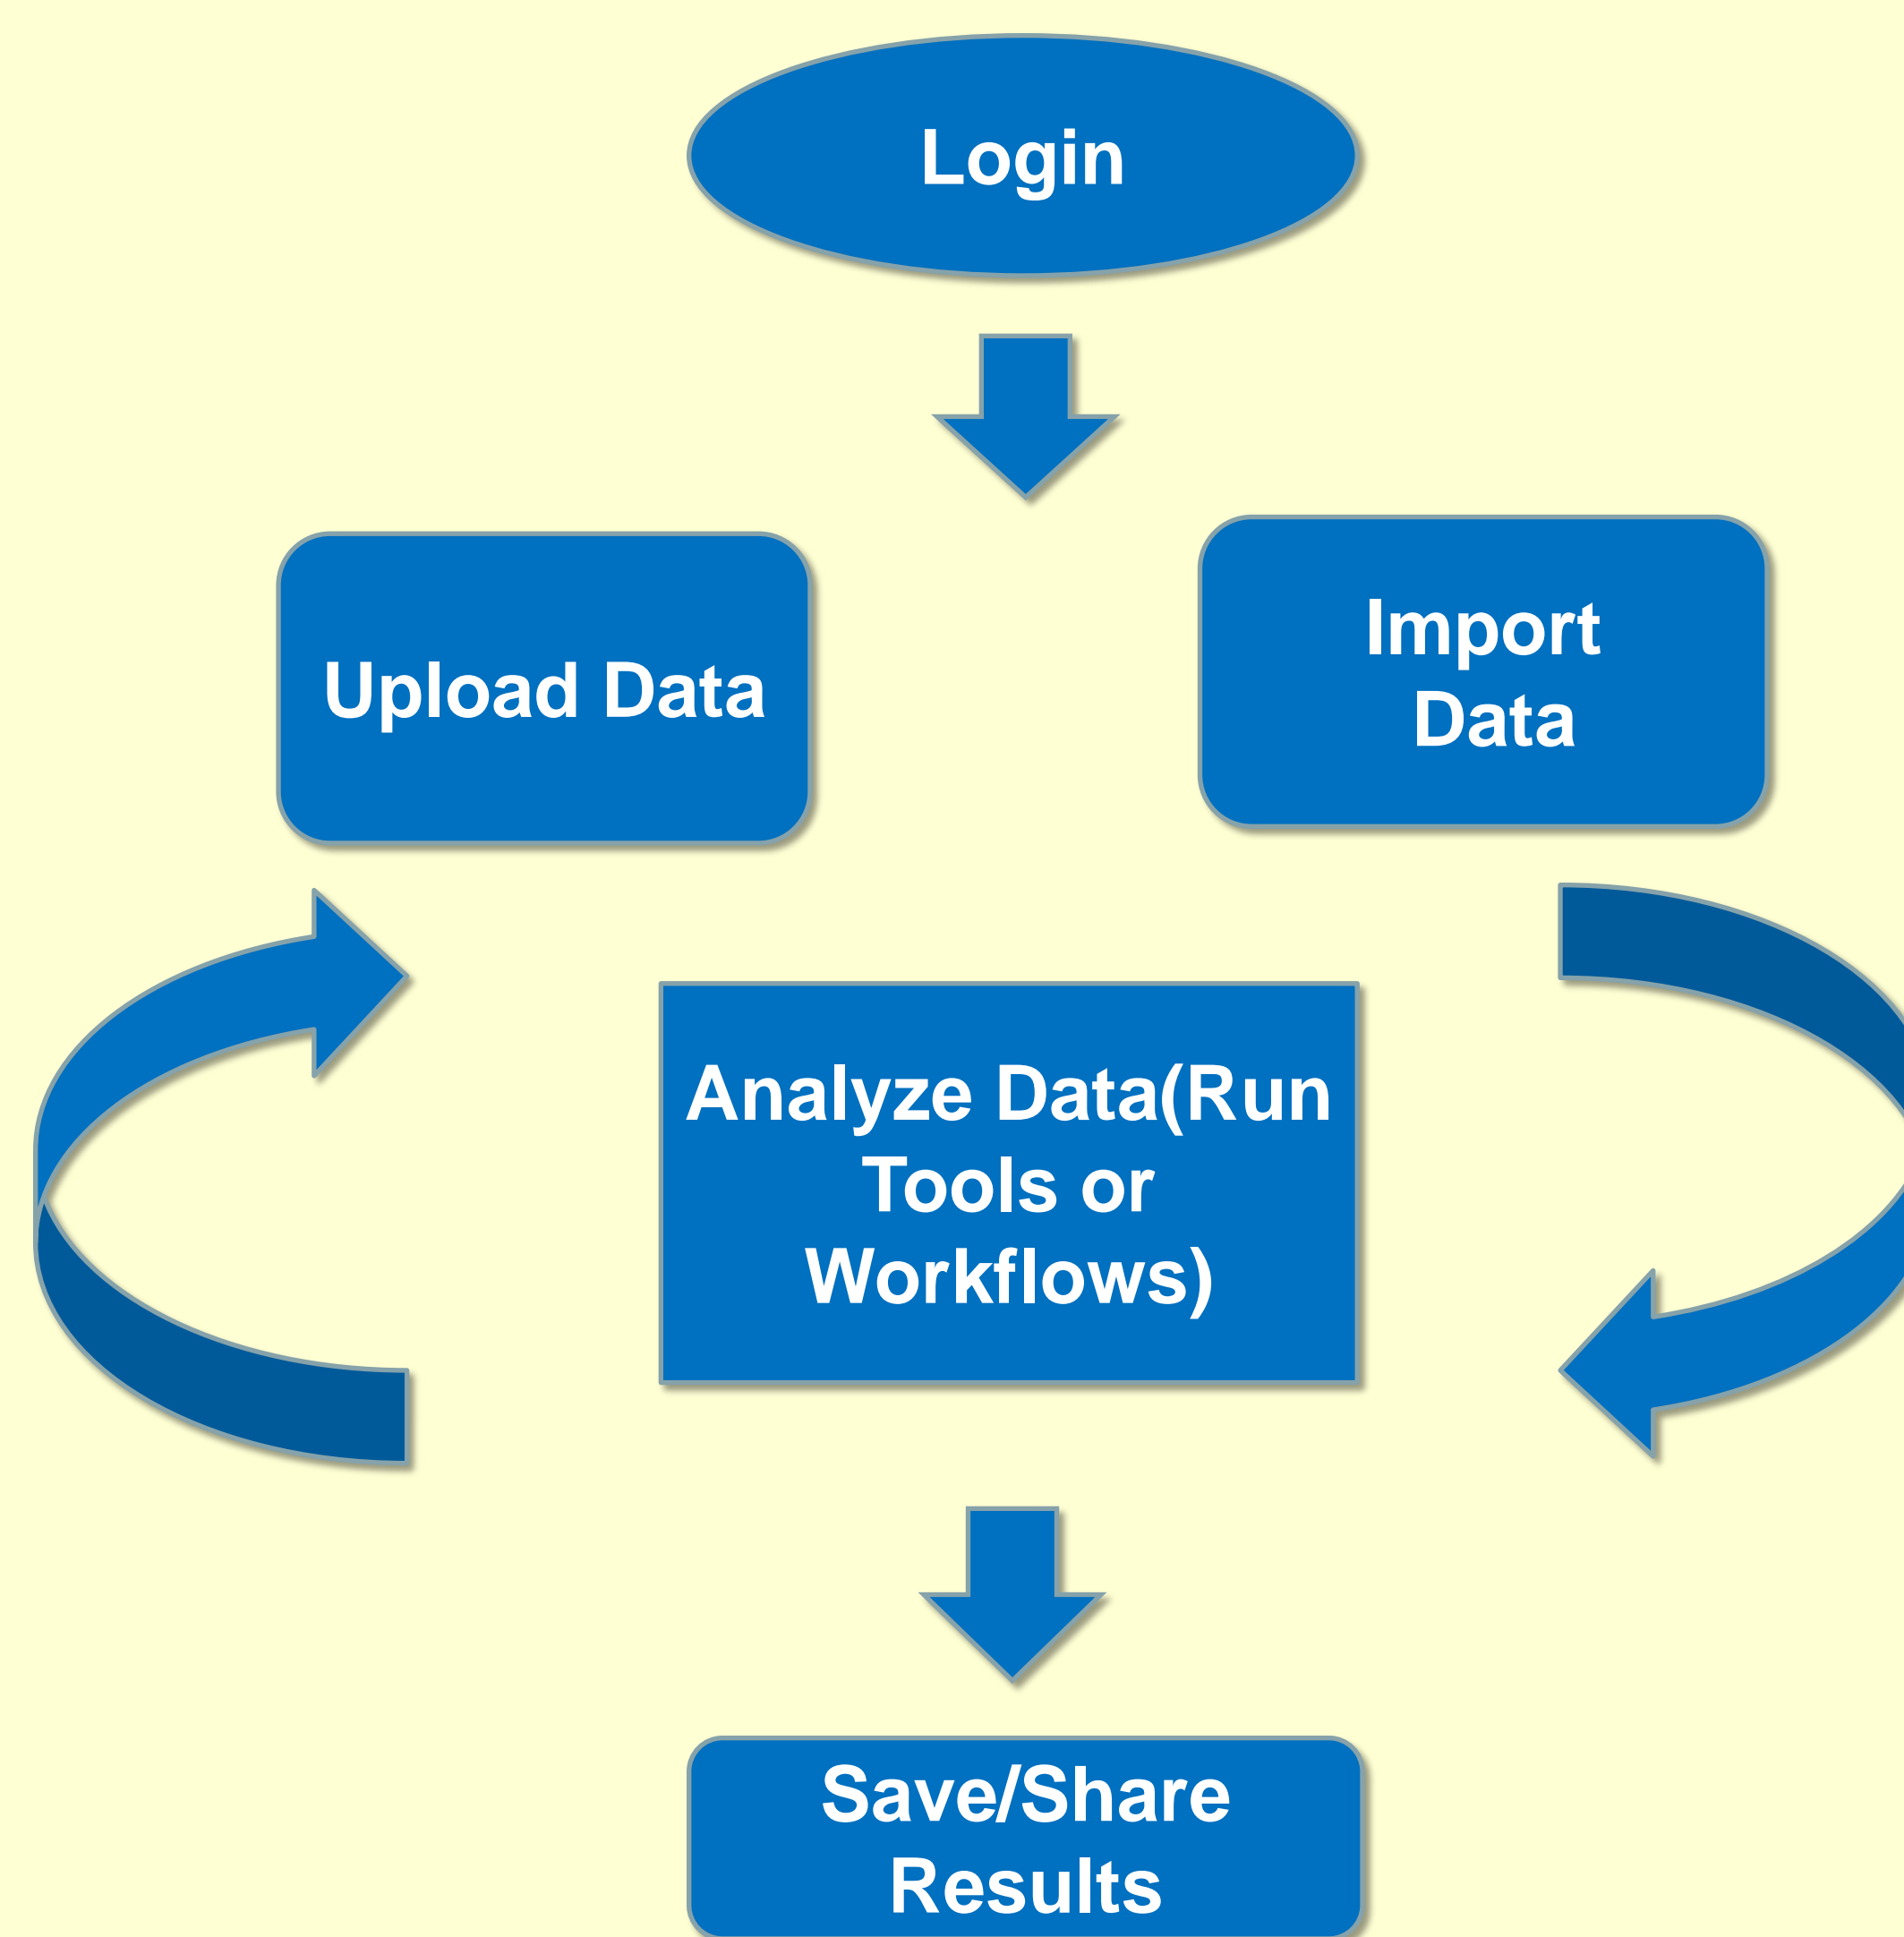 Login
Upload Data
Import
Data
Analyze Data(Run
Tools or
Workflows)
Save/Share
Results